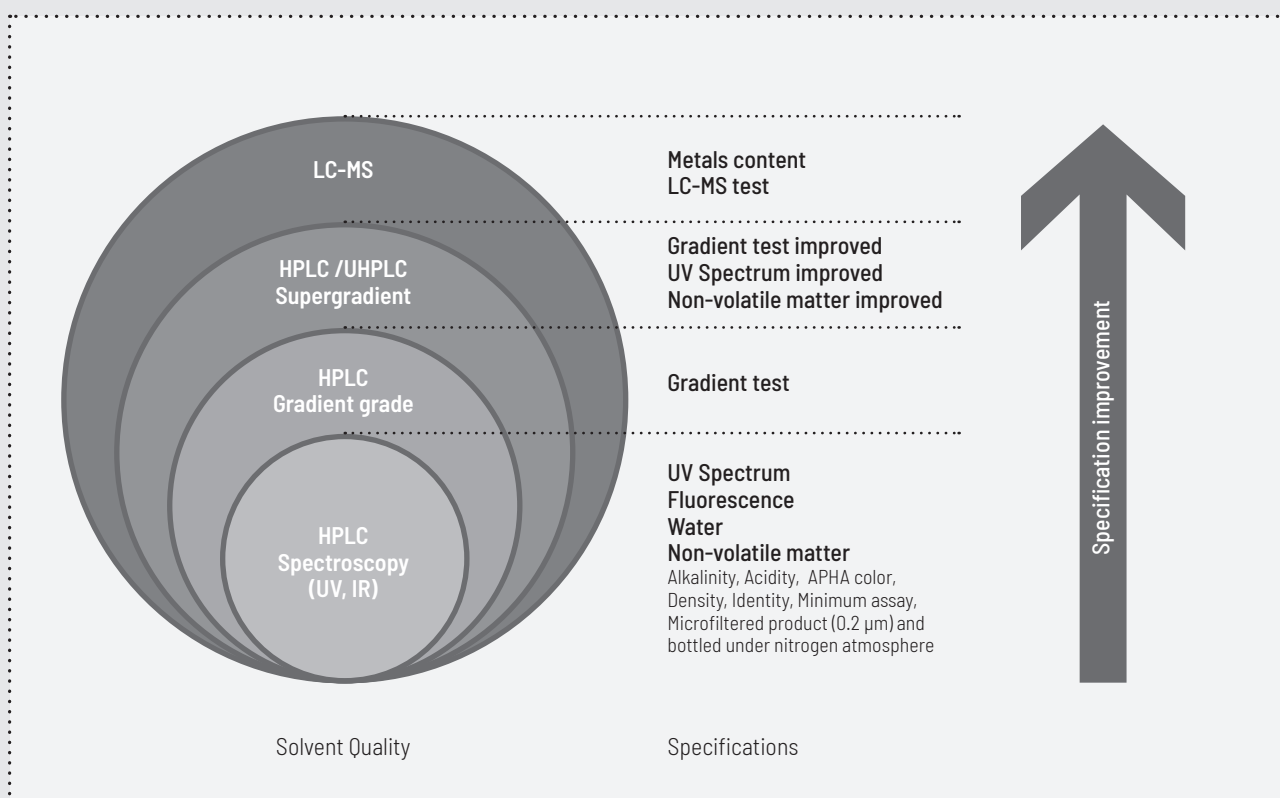 LC-MS
HPLC /UHPLC
Supergradient
HPLC
Gradient grade
HPLC
Spectroscopy
(UV, IR)
Solvent Quality
Metals content
LC-MS test
Gradient test improved
UV Spectrum improved
Non-volatile matter improved
Gradient test
UV Spectrum
Fluorescence
Water
Non-volatile matter
Alkalinity, Acidity, APHA color,
Density, Identity, Minimum assay,
Microfiltered product (0.2 µm) and
bottled under nitrogen atmosphere
Specifications
Specification improvement